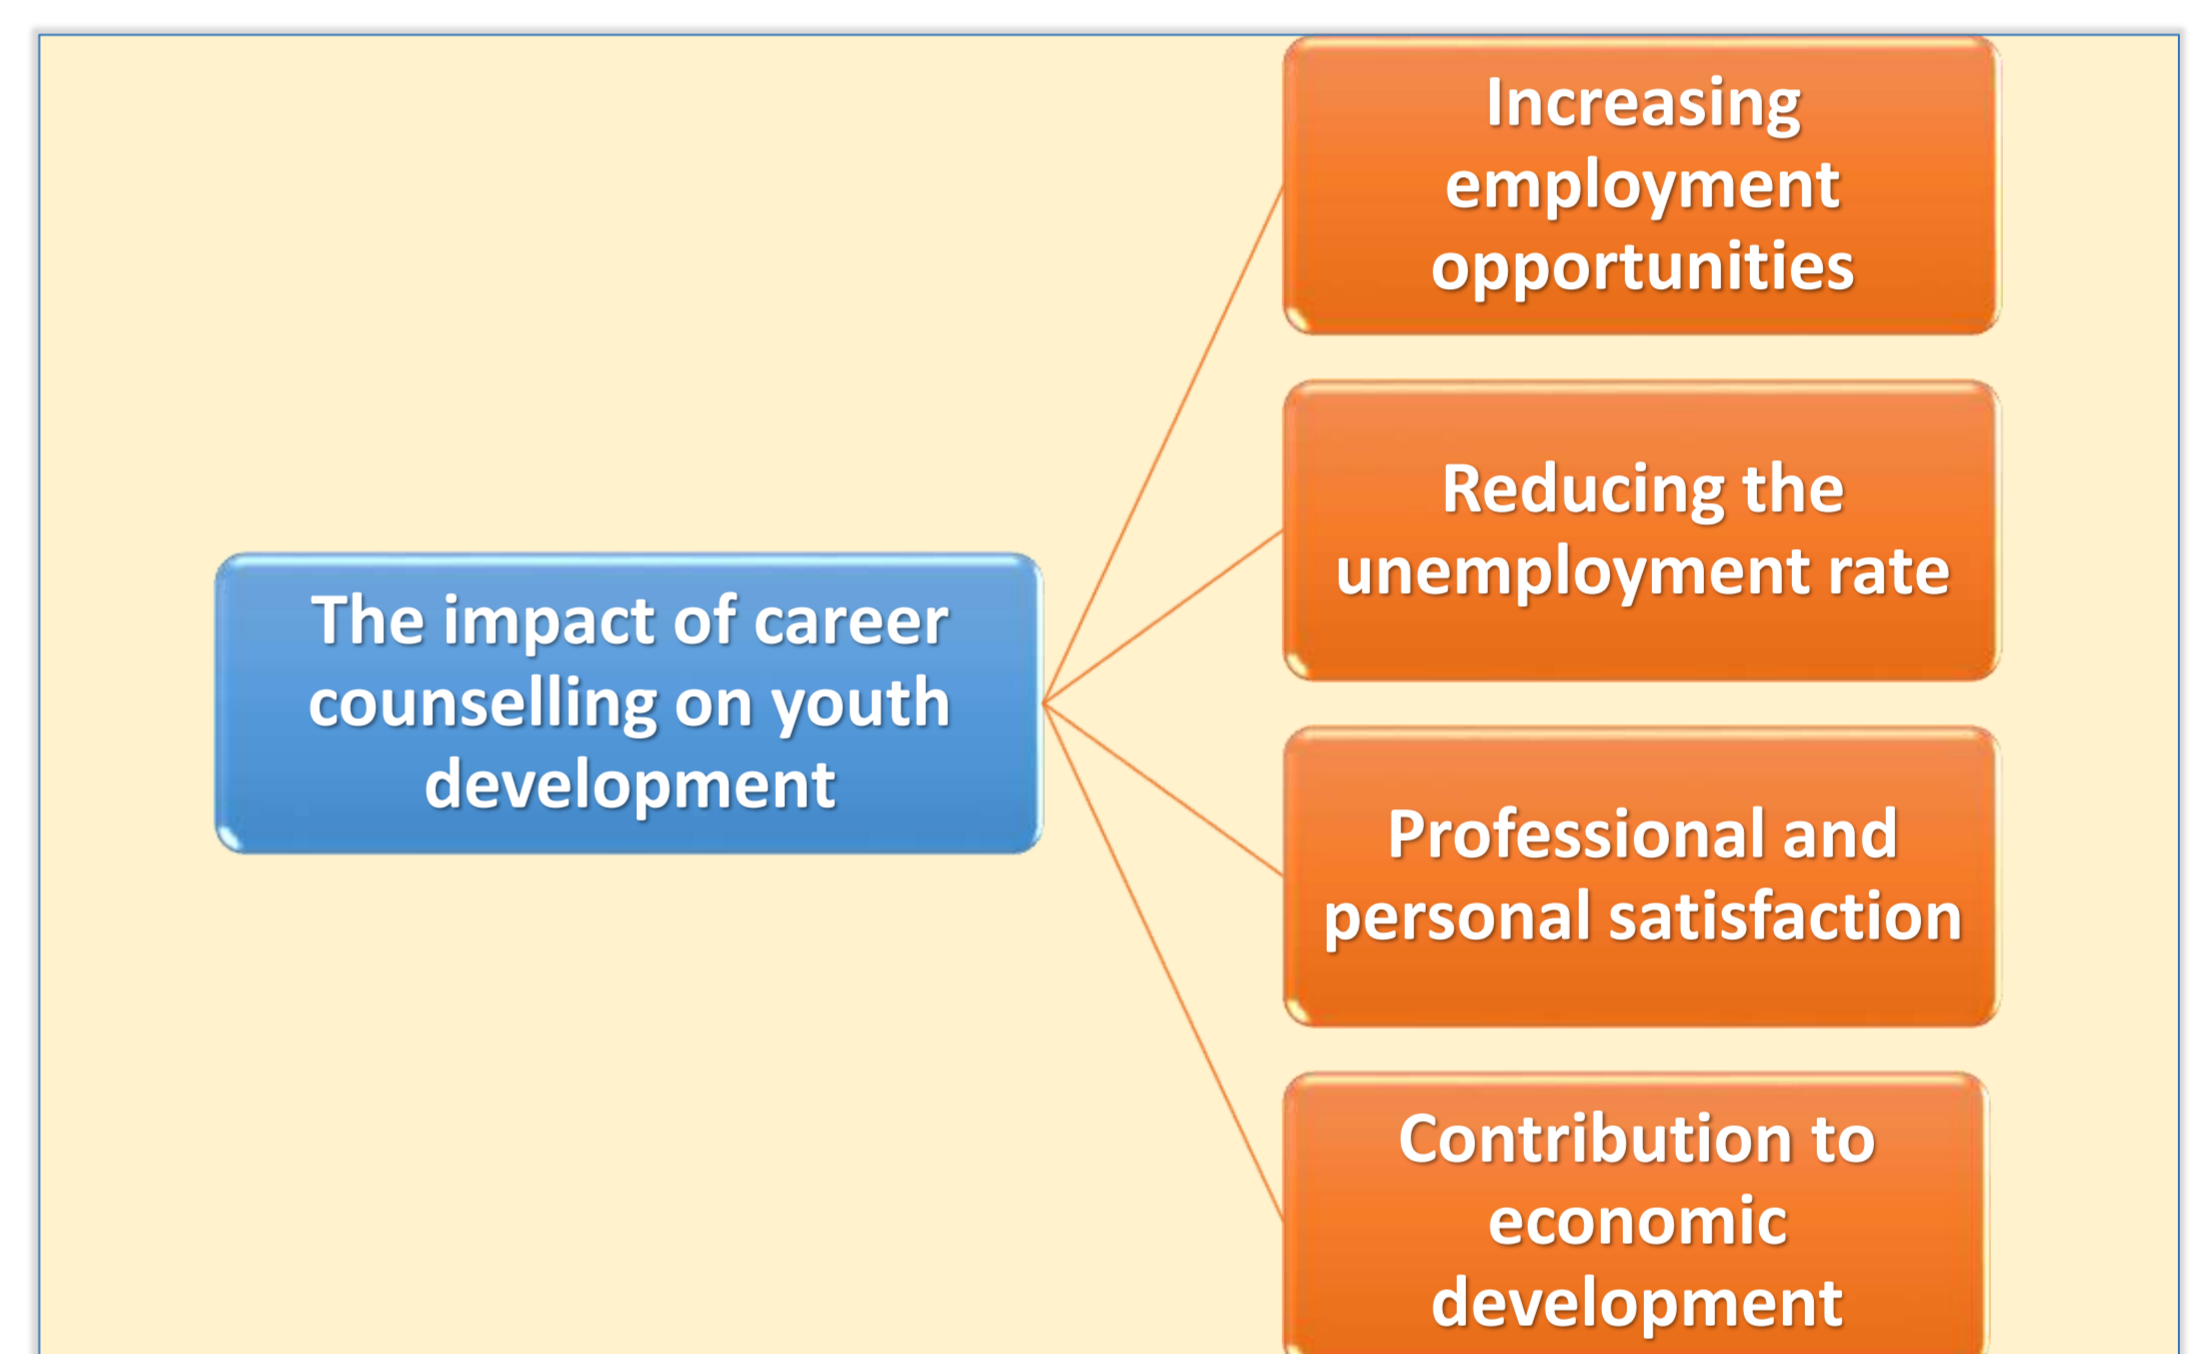 The impact of career
counselling on youth
development
Increasing
employment
opportunities
Reducing the
unemployment rate
Professional and
personal satisfaction
Contribution to
economic
development